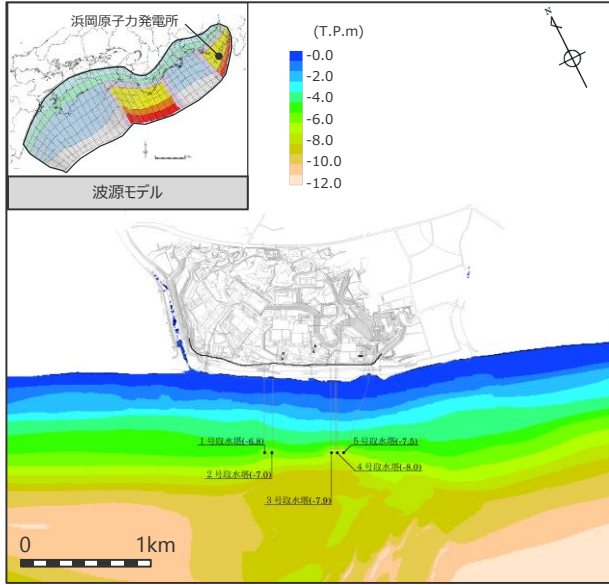 浜岡原子力発電所
波源モデル
(T.P.m)
-0.0
-2.0
-4.0
-6.0
-8.0
-10.0
-12.0
N
1号取水塔(-6.8)
5号取水塔(-7.5)
2号取水塔(-7.0)
4号取水塔(-8.0)
3号取水塔(-7.9)
0 1km